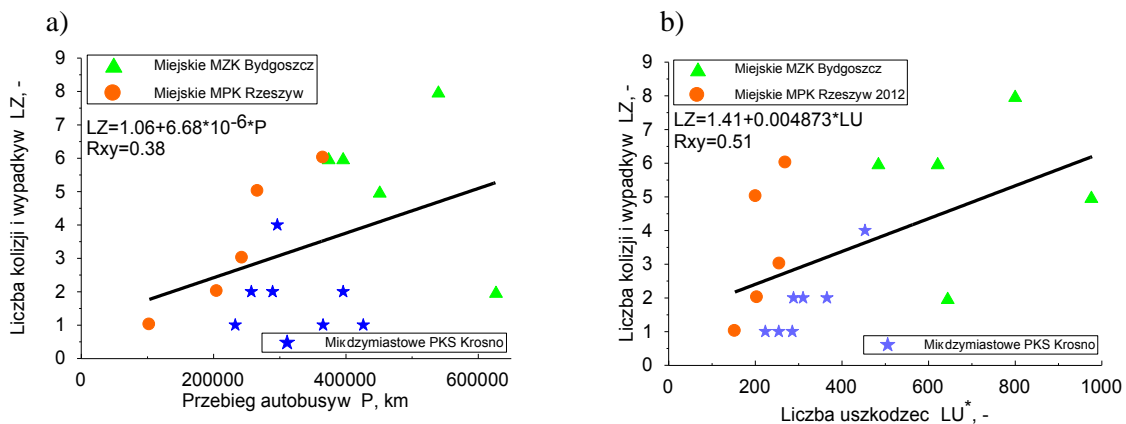 a)
9
8
7
6
5
4
3
2
1
0
Liczba kolizji i wypadkyw LZ, -
Miejskie MZK Bydgoszcz
Miejskie MPK Rzeszyw
LZ=1.06+6.68*10-6*P
Rxy=0.38
Miкdzymiastowe PKS Krosno
0 200000 400000 600000
Przebieg autobusyw P, km
b)
9
8
7
6
5
4
3
2
1
0
Liczba kolizji i wypadkyw LZ, -
Miejskie MZK Bydgoszcz
Miejskie MPK Rzeszyw 2012
LZ=1.41+0.004873*LU
Rxy=0.51
Miкdzymiastowe PKS Krosno
0 200 400 600 800 1000
Liczba uszkodzec LU*, -